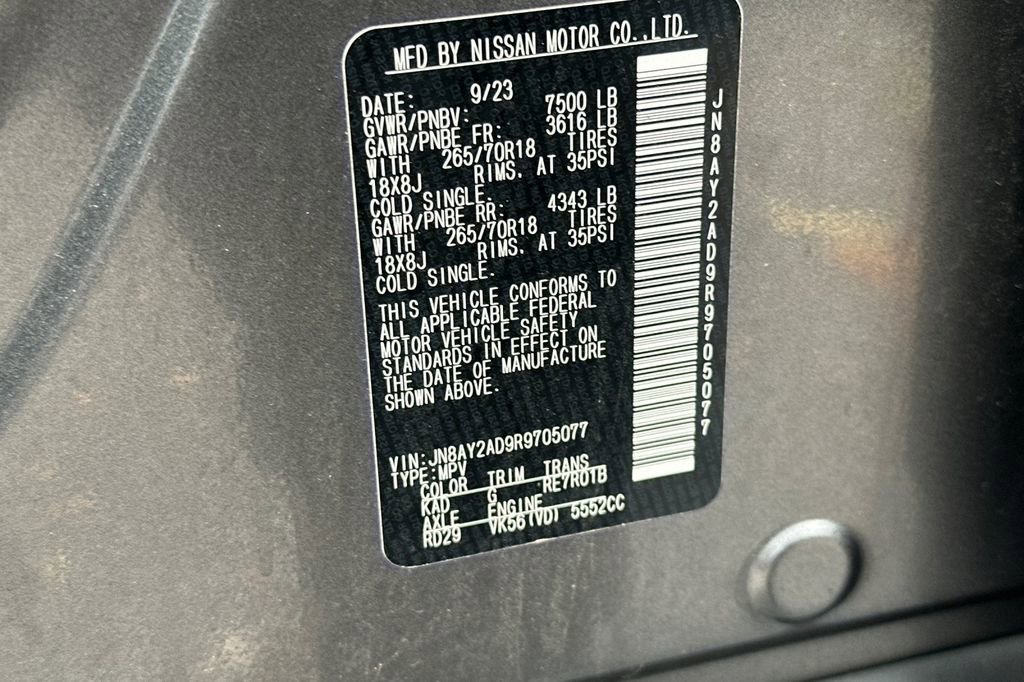 MFD BY NISSAN MOTOR CO.,LTD.
DATE: 9/23
GVWR/PNBV: 7500 LB
GAWR/PNBE FR: 3616 LB
WITH 265/70R18 TIRES
18X8J RIMS. AT 35PSI
COLD SINGLE.
GAWR/PNBE RR: 4343 LB
WITH 265/70R18 TIRES
18X8J RIMS. AT 35PSI
COLD SINGLE.
THIS VEHICLE CONFORMS TO
ALL APPLICABLE FEDERAL
MOTOR VEHICLE SAFETY
STANDARDS IN EFFECT ON
THE DATE OF MANUFACTURE
SHOWN ABOVE.
VIN:JN8AY2AD9R9705077
TYPE:MPV
COLOR TRIM TRANS
KAD G RE7R01B
AXLE ENGINE
RD29 VK56(VD) 5552CC
JN8AY2AD9R9705077